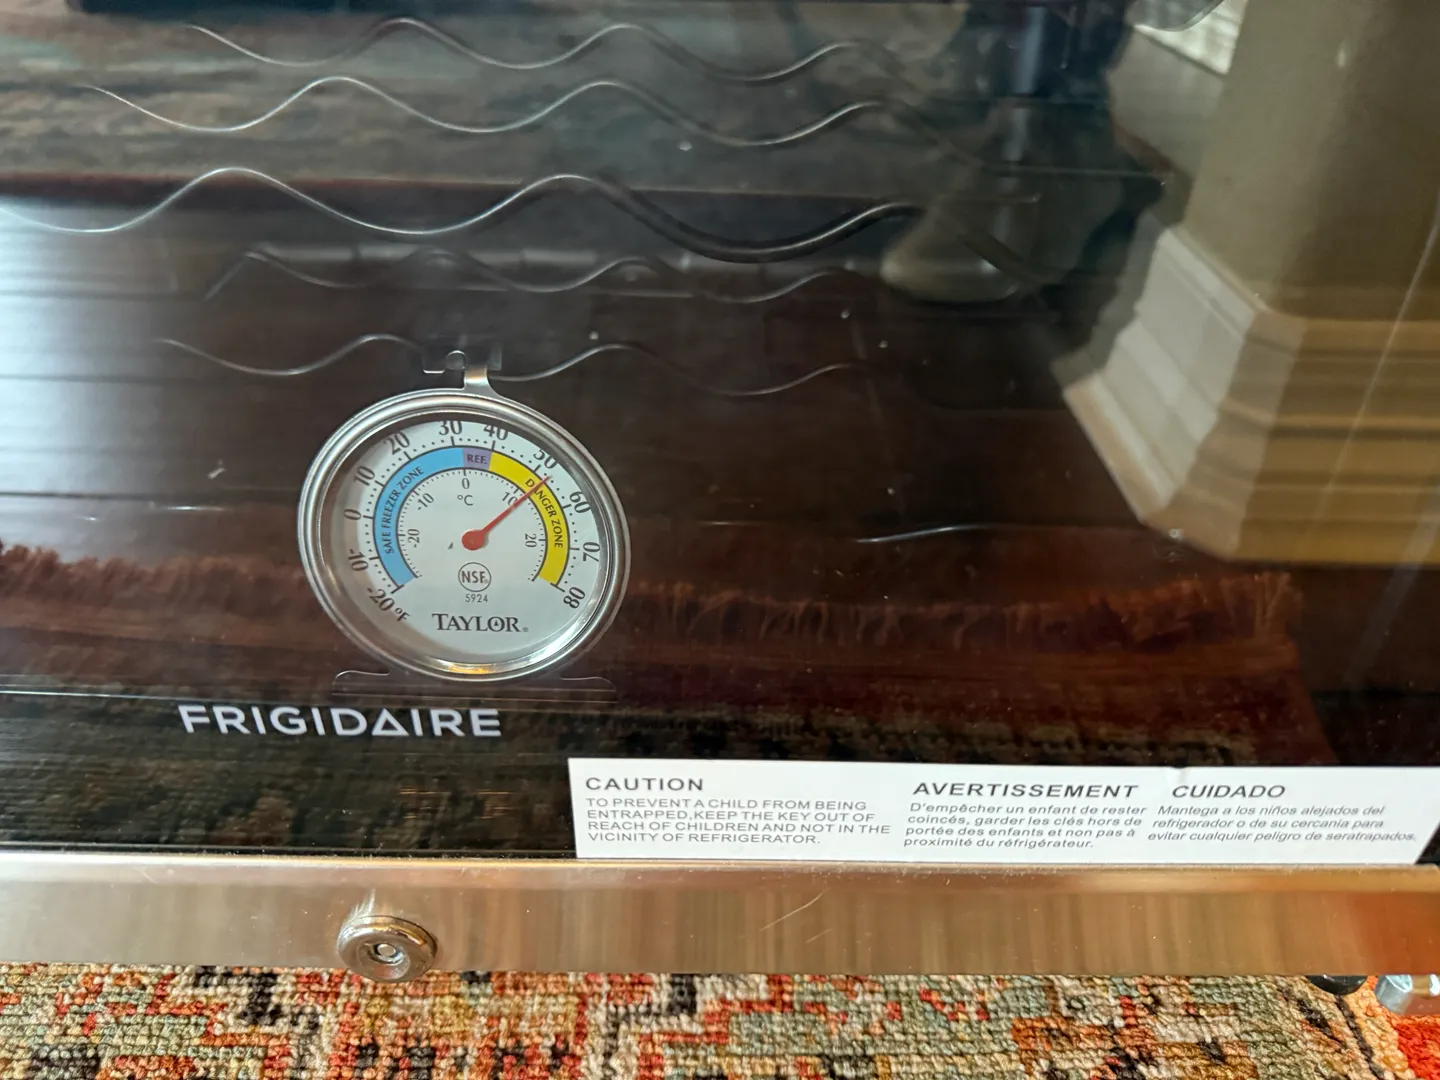 -20 -10 0 10 20 30 40 50 60 70 80
°F
SAFE FREEZER ZONE
REF.
DANGER ZONE
-20 -10 0 10 20
°C
NSF®
5924
TAYLOR®
FRIGIDAIRE
CAUTION
TO PREVENT A CHILD FROM BEING
ENTRAPPED,KEEP THE KEY OUT OF
REACH OF CHILDREN AND NOT IN THE
VICINITY OF REFRIGERATOR.
AVERTISSEMENT
D'empêcher un enfant de rester
coincés, garder les clés hors de
portée des enfants et non pas à
proximité du réfrigérateur.
CUIDADO
Mantega a los niños alejados del
refrigerador o de su cercania para
evitar cualquier peligro de seratrapados.